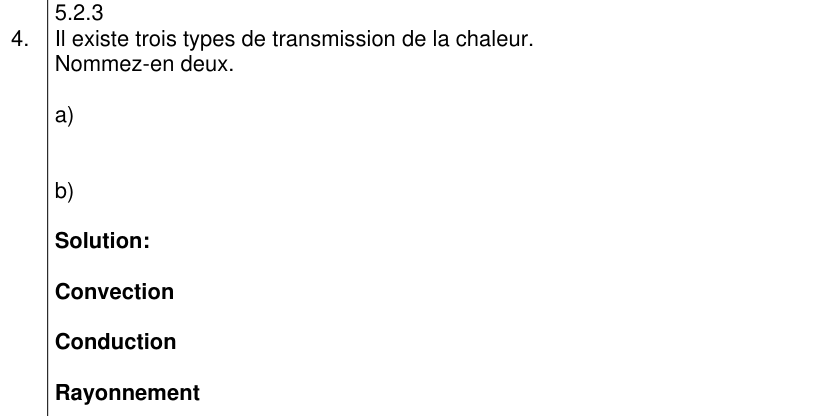 5.2.3
4. Il existe trois types de transmission de la chaleur.
Nommez-en deux.
a)
b)
Solution:
Convection
Conduction
Rayonnement